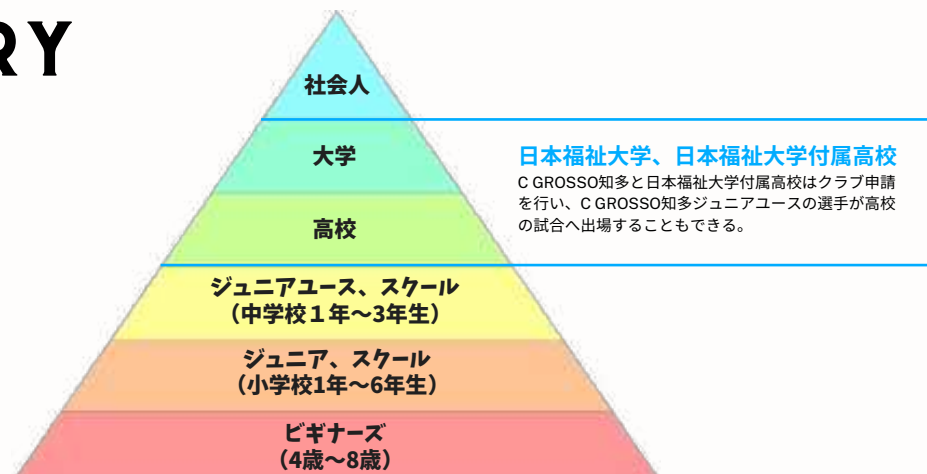 RY
社会人
大学
日本福祉大学、日本福祉大学付属高校
C GROSSO知多と日本福祉大学付属高校はクラブ申請
を行い、C GROSSO知多ジュニアユースの選手が高校
の試合へ出場することもできる。
高校
ジュニアユース、スクール
（中学校１年～3年生）
ジュニア、スクール
（小学校1年～6年生）
ビギナーズ
（4歳～8歳）